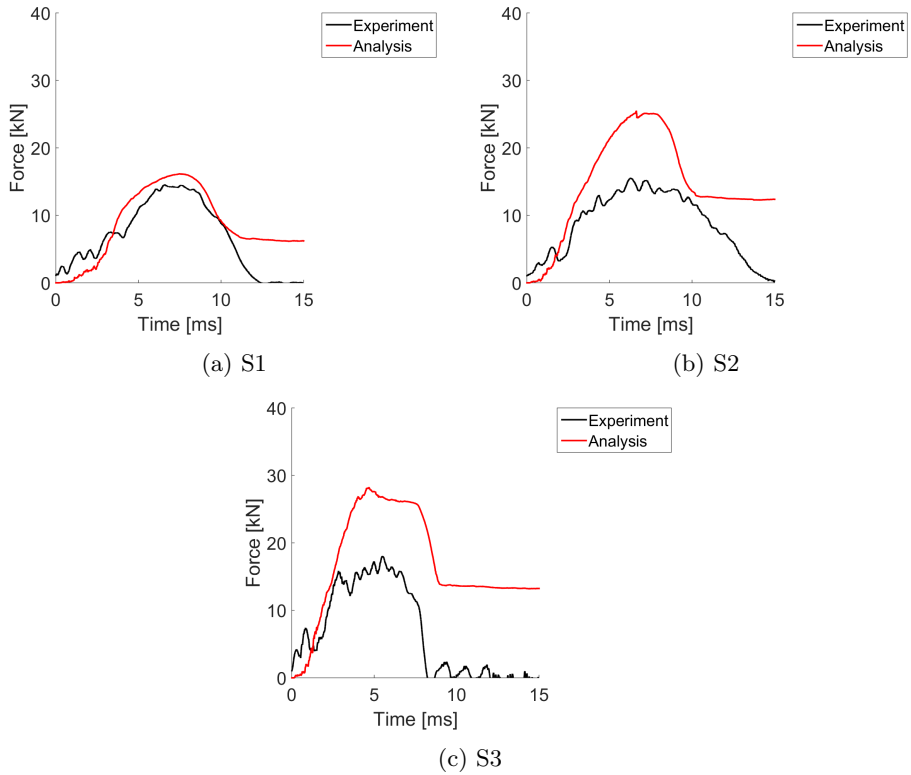 40
30
20
10
0
Force [kN]
0 5 10 15
Time [ms]
Experiment
Analysis
(a) S1
40
30
20
10
0
Force [kN]
0 5 10 15
Time [ms]
Experiment
Analysis
(b) S2
40
30
20
10
0
Force [kN]
0 5 10 15
Time [ms]
Experiment
Analysis
(c) S3